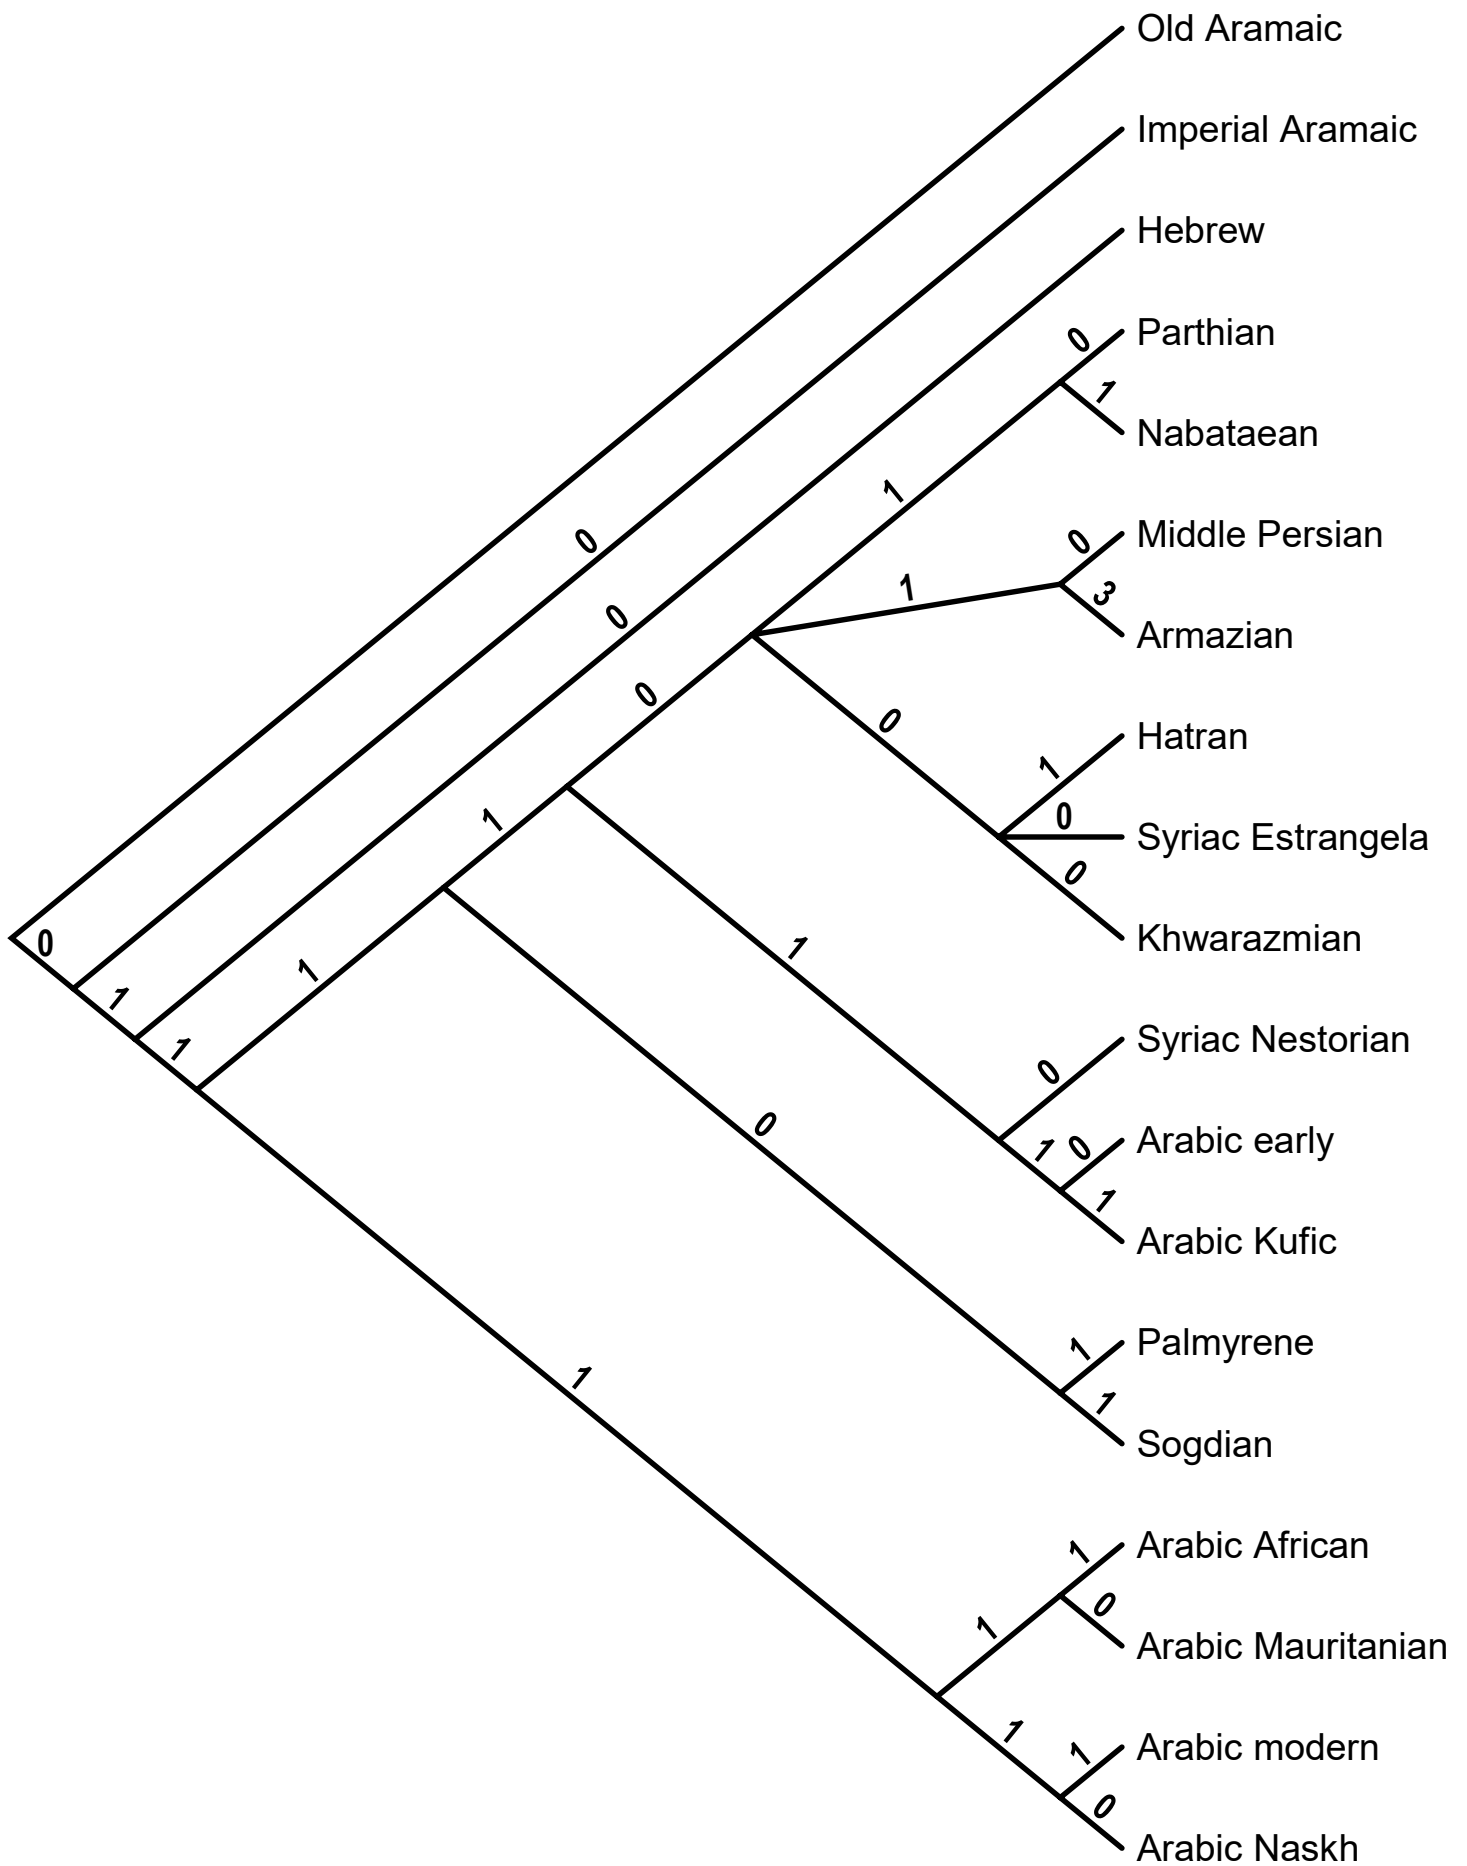 Old Aramaic
Imperial Aramaic
Hebrew
0
Parthian
1
Nabataean
1
0
Middle Persian
0
1
3
Armazian
0
0
0
Hatran
1
1
0
Syriac Estrangela
0
0
Khwarazmian
1
1
1
0
Syriac Nestorian
1
0
0
1
0
Arabic early
1
Arabic Kufic
1
Palmyrene
1
1
Sogdian
1
Arabic African
1
0
Arabic Mauritanian
1
1
Arabic modern
0
Arabic Naskh